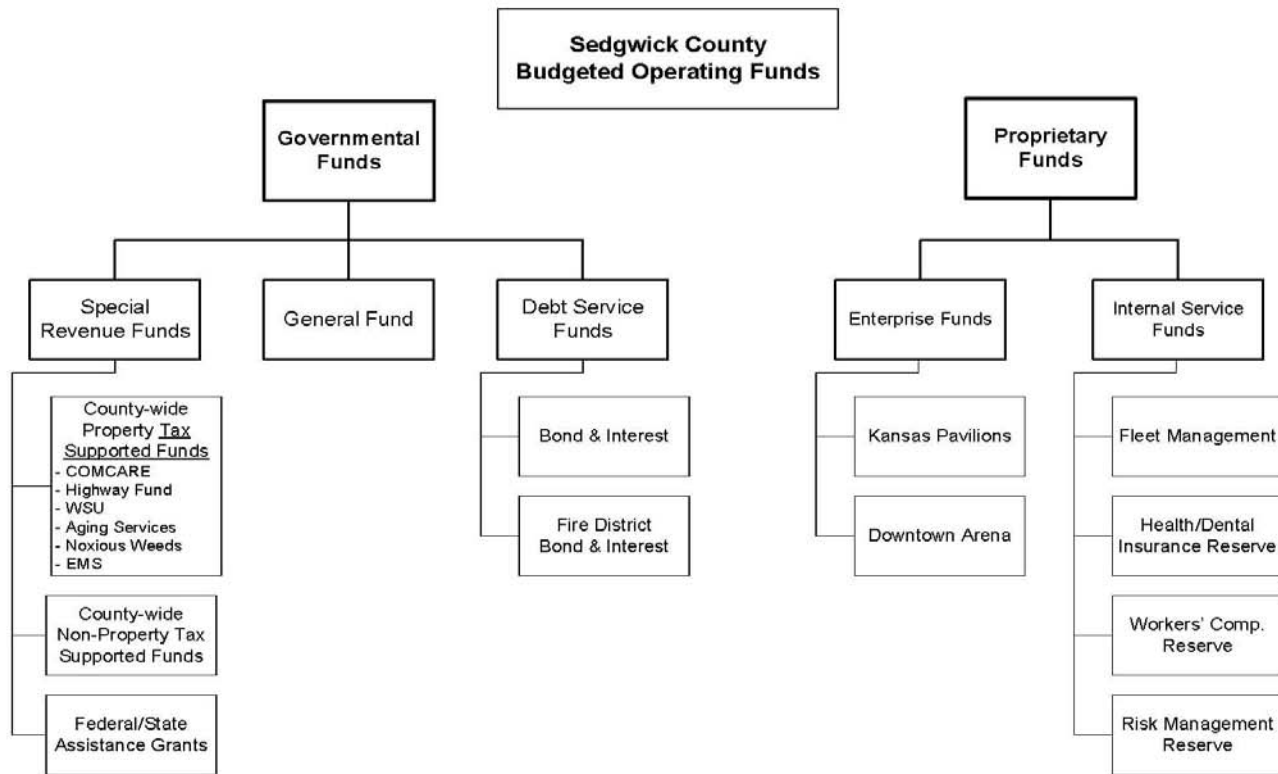 Sedgwick County
Budgeted Operating Funds
Governmental
Funds
Proprietary
Funds
Special
Revenue Funds
General Fund
Debt Service
Funds
Enterprise Funds
Internal Service
Funds
County-wide
Property Tax
Supported Funds
- COMCARE
- Highway Fund
- WSU
- Aging Services
- Noxious Weeds
- EMS
County-wide
Non-Property Tax
Supported Funds
Federal/State
Assistance Grants
Bond & Interest
Fire District
Bond & Interest
Kansas Pavilions
Downtown Arena
Fleet Management
Health/Dental
Insurance Reserve
Workers' Comp.
Reserve
Risk Management
Reserve